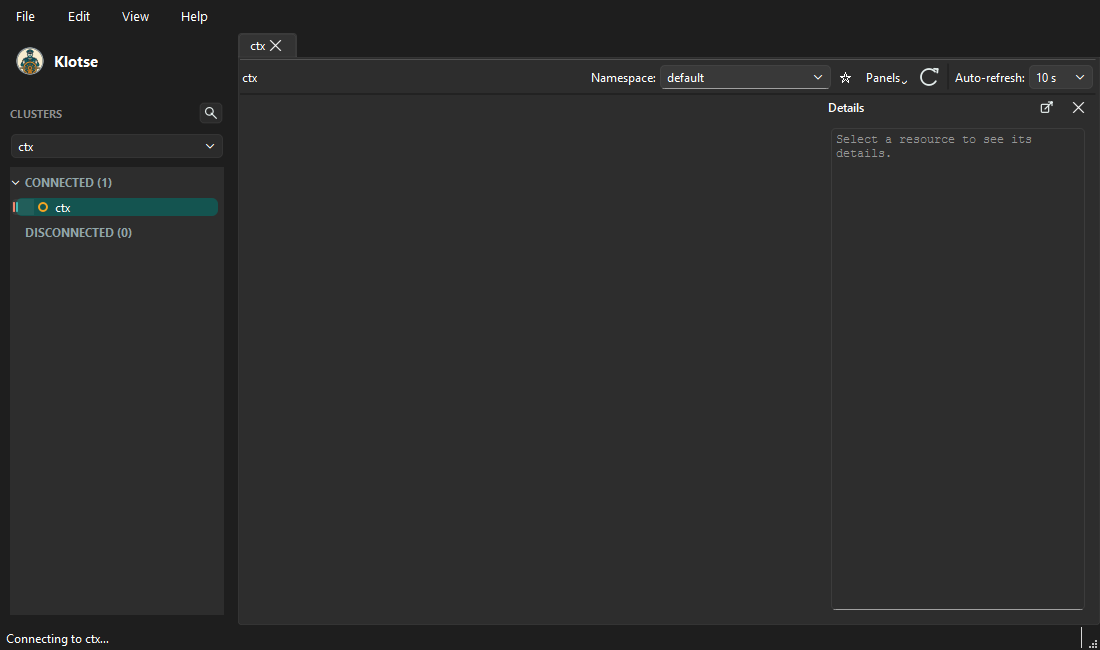 File Edit View Help
Klotse
CLUSTERS
ctx
CONNECTED (1)
ctx
DISCONNECTED (0)
ctx
ctx Namespace: default Panels Auto-refresh: 10 s
Details
Select a resource to see its
details.
Connecting to ctx...